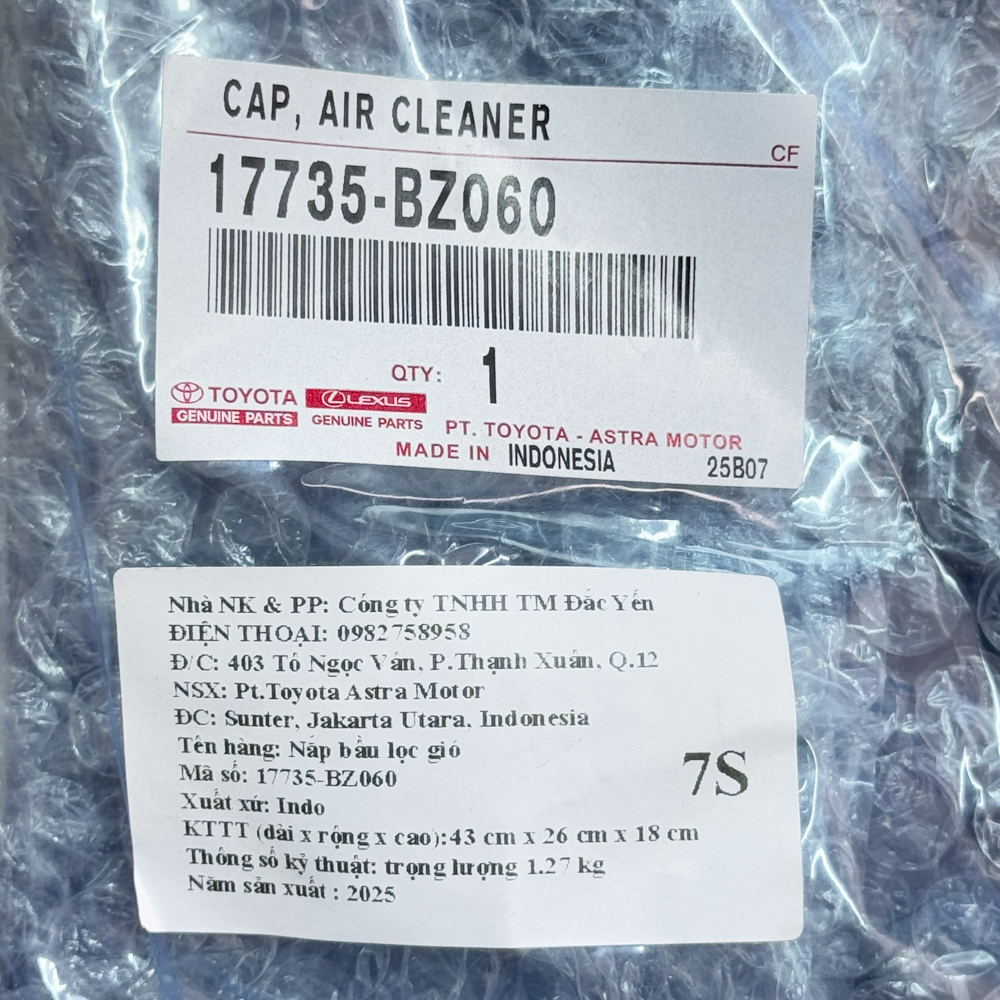 CAP, AIR CLEANER
CF
17735-BZ060
QTY: 1
TOYOTA LEXUS
GENUINE PARTS GENUINE PARTS PT. TOYOTA - ASTRA MOTOR
MADE IN INDONESIA 25B07
Nhà NK & PP: Công ty TNHH TM Đắc Yến
ĐIỆN THOẠI: 0982758958
Đ/C: 403 Tô Ngọc Vân, P.Thạnh Xuân, Q.12
NSX: Pt.Toyota Astra Motor
ĐC: Sunter, Jakarta Utara, Indonesia
Tên hàng: Nắp bầu lọc gió
Mã số: 17735-BZ060
7S
Xuất xứ: Indo
KTTT (dài x rộng x cao):43 cm x 26 cm x 18 cm
Thông số kỹ thuật: trọng lượng 1.27 kg
Năm sản xuất : 2025